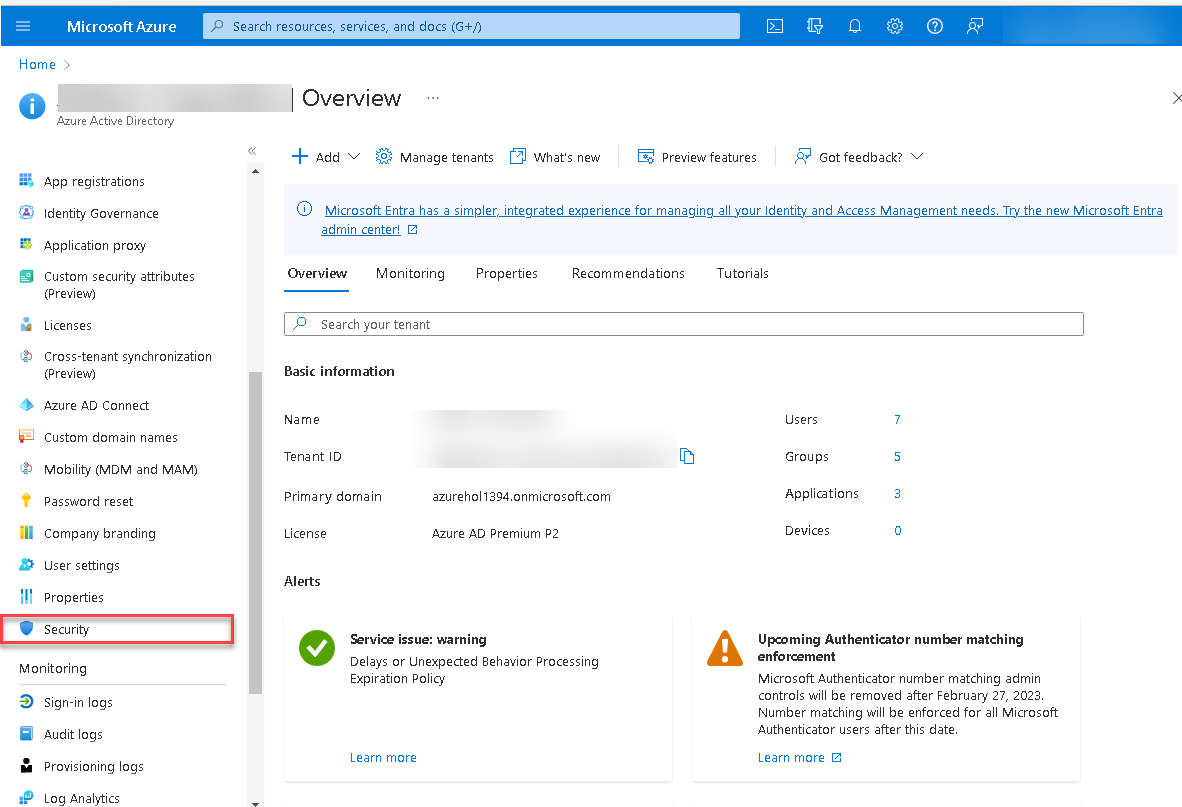 Microsoft Azure
Search resources, services, and docs (G+/)
Home
Overview
...
Azure Active Directory
App registrations
Identity Governance
Application proxy
Custom security attributes
(Preview)
Licenses
Cross-tenant synchronization
(Preview)
Azure AD Connect
Custom domain names
Mobility (MDM and MAM)
Password reset
Company branding
User settings
Properties
Security
Monitoring
Sign-in logs
Audit logs
Provisioning logs
Log Analytics
Add
Manage tenants
What's new
Preview features
Got feedback?
Microsoft Entra has a simpler, integrated experience for managing all your Identity and Access Management needs. Try the new Microsoft Entra
admin center!
Overview
Monitoring
Properties
Recommendations
Tutorials
Search your tenant
Basic information
Name
Tenant ID
Primary domain azurehol1394.onmicrosoft.com
License Azure AD Premium P2
Users 7
Groups 5
Applications 3
Devices 0
Alerts
Service issue: warning
Delays or Unexpected Behavior Processing
Expiration Policy
Learn more
Upcoming Authenticator number matching
enforcement
Microsoft Authenticator number matching admin
controls will be removed after February 27, 2023.
Number matching will be enforced for all Microsoft
Authenticator users after this date.
Learn more